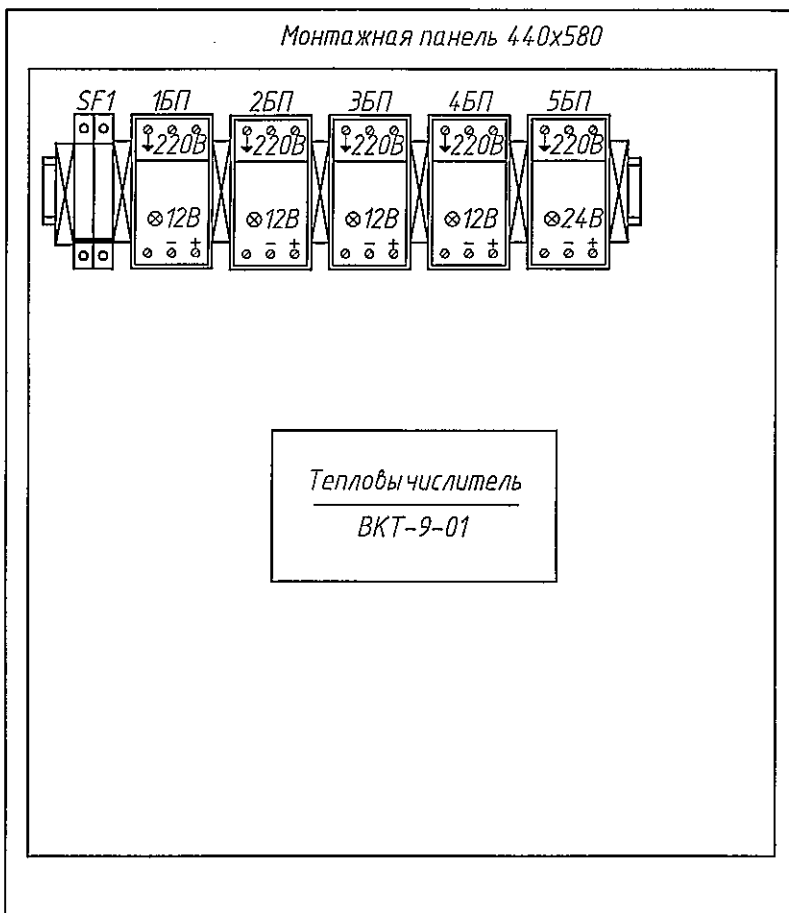 Монтажная панель 440х580
SF1 1БП 2БП 3БП 4БП 5БП
220В 220В 220В 220В 220В
12В 12В 12В 12В 24В
− + − + − + − + − +
Тепловычислитель
ВКТ-9-01